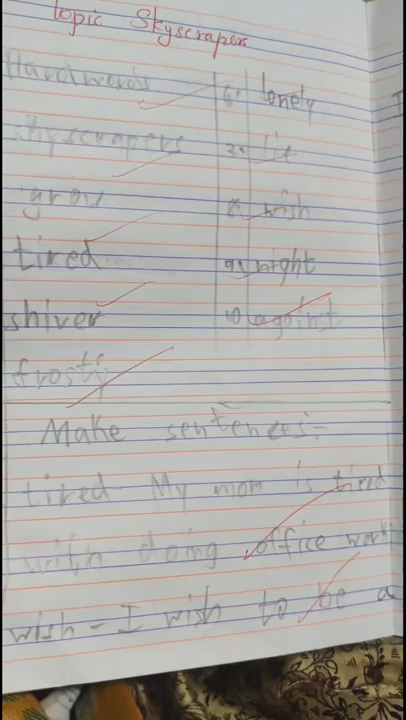 topic Skyscraper
Hardwords
skyscrapers
grow
tired
shiver
frosty
6. lonely
7. lie
8. wish
9. night
10 against
Make sentences:-
tired- My mom is tired
with doing office work
wish - I wish to be a